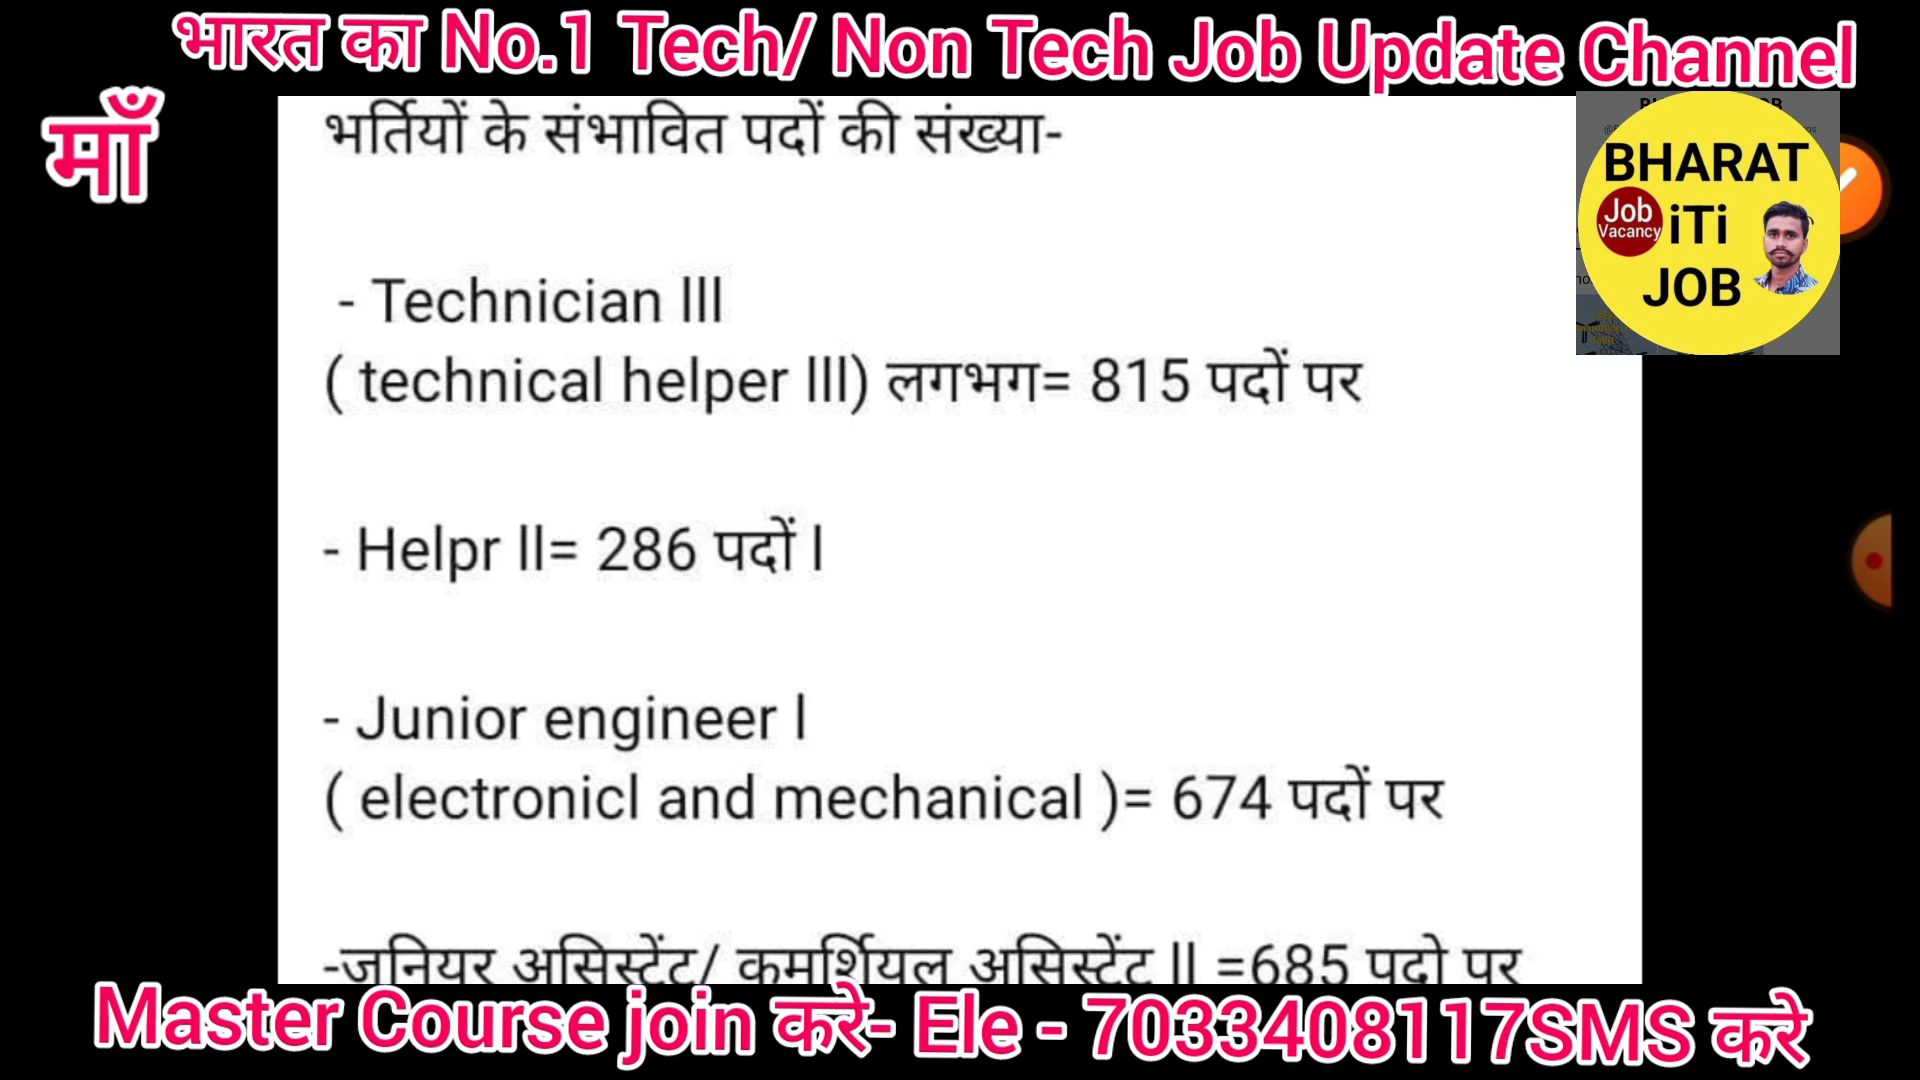 भारत का No.1 Tech/ Non Tech Job Update Channel
माँ
BHARAT
Job
Vacancy
iTi
JOB
भर्तियों के संभावित पदों की संख्या-
- Technician III
( technical helper III) लगभग= 815 पदों पर
- Helpr ll= 286 पदों l
- Junior engineer I
( electronicl and mechanical )= 674 पदों पर
-जूनियर असिस्टेंट/ कमर्शियल असिस्टेंट ll =685 पदो पर
Master Course join करे- Ele - 7033408117SMS करे